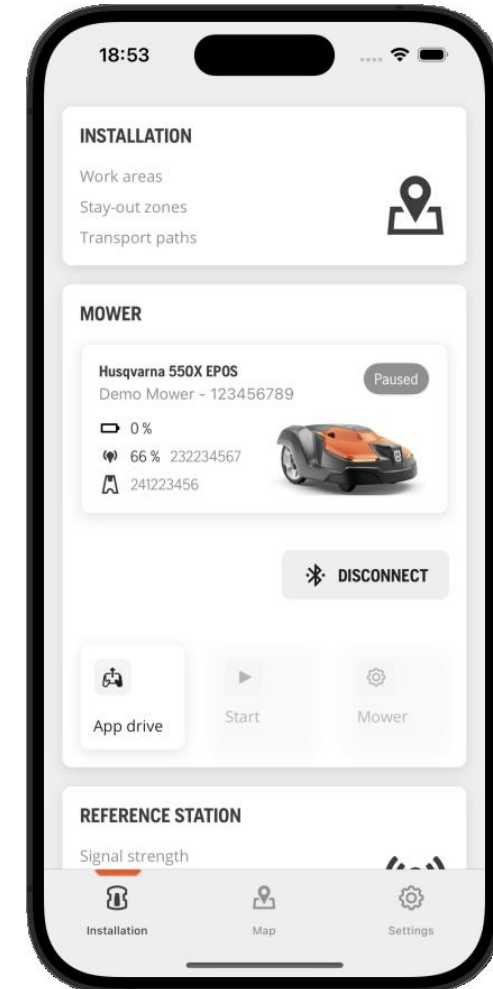 18:53
INSTALLATION
Work areas
Stay-out zones
Transport paths
MOWER
Husqvarna 550X EPOS
Paused
Demo Mower - 123456789
0 %
66 % 232234567
241223456
DISCONNECT
App drive
Start
Mower
REFERENCE STATION
Signal strength
Installation
Map
Settings